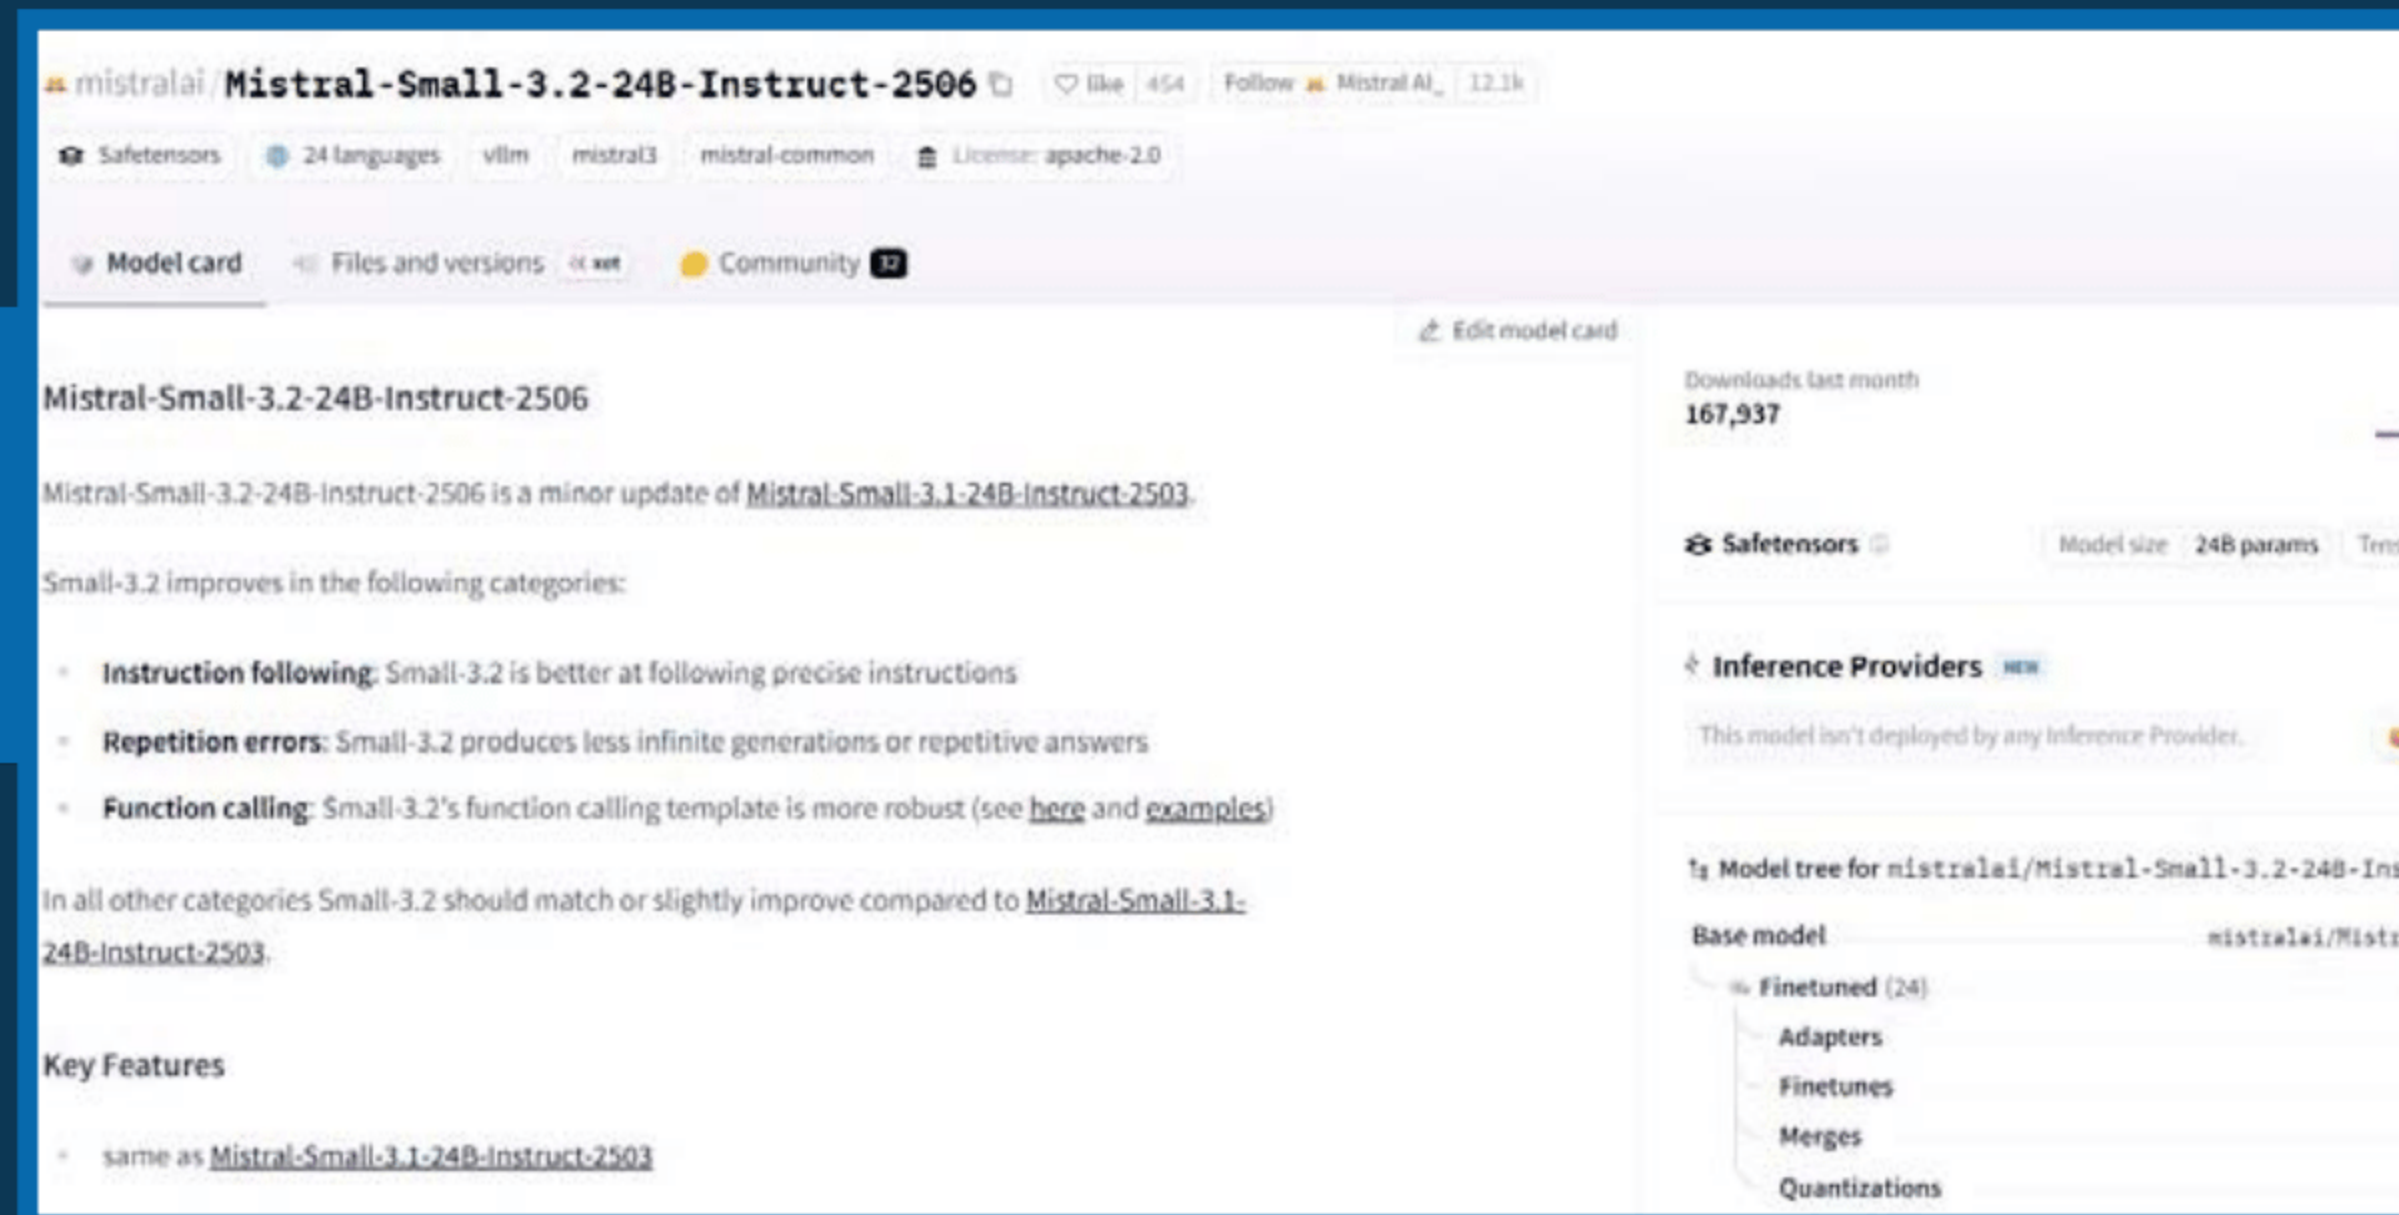 mistralai/Mistral-Small-3.2-24B-Instruct-2506 like 454 Follow Mistral AI_ 12.1k
Safetensors 24 languages vllm mistral3 mistral-common License: apache-2.0
Model card Files and versions xet Community 32
Edit model card
Mistral-Small-3.2-24B-Instruct-2506
Mistral-Small-3.2-24B-Instruct-2506 is a minor update of Mistral-Small-3.1-24B-Instruct-2503.
Small-3.2 improves in the following categories:
Instruction following: Small-3.2 is better at following precise instructions
Repetition errors: Small-3.2 produces less infinite generations or repetitive answers
Function calling: Small-3.2's function calling template is more robust (see here and examples)
In all other categories Small-3.2 should match or slightly improve compared to Mistral-Small-3.1-
24B-Instruct-2503.
Key Features
same as Mistral-Small-3.1-24B-Instruct-2503
Downloads last month
167,937
Safetensors Model size 24B params
Inference Providers NEW
This model isn't deployed by any Inference Provider.
Model tree for mistralai/Mistral-Small-3.2-24B-Ins
Base model mistralai/Mistr
Finetuned (24)
Adapters
Finetunes
Merges
Quantizations